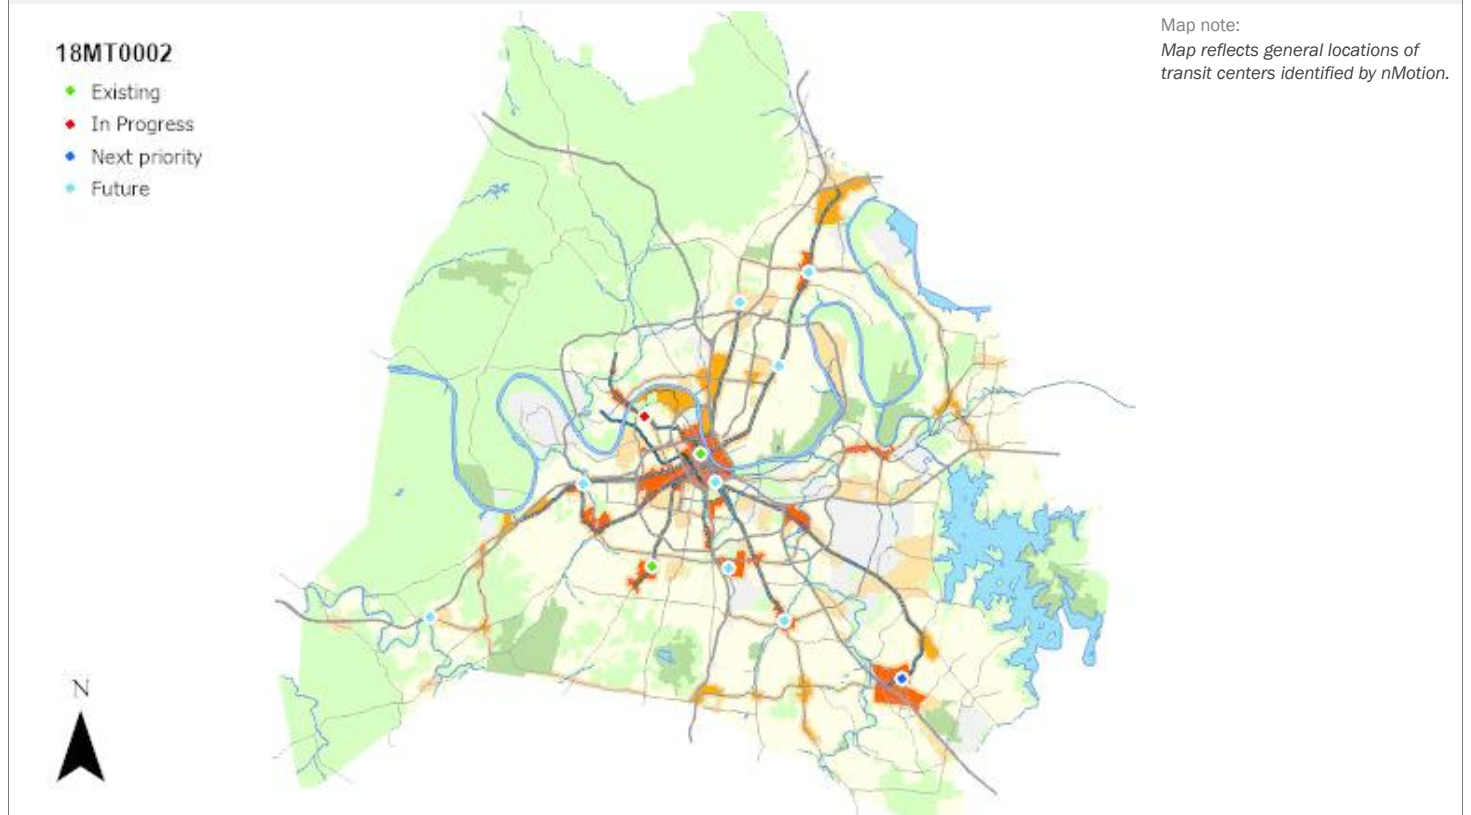 18MT0002
Existing
In Progress
Next priority
Future
Map note:
Map reflects general locations of
transit centers identified by nMotion.
N